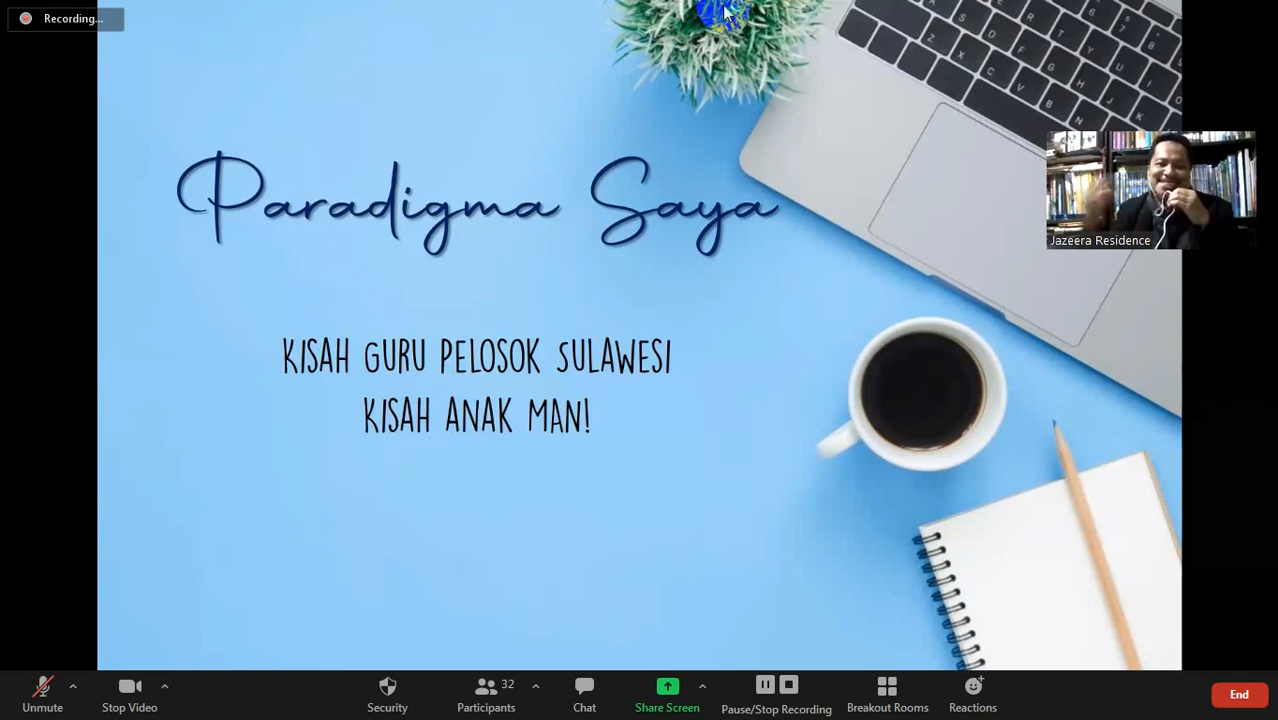 Recording...
Paradigma Saya
KISAH GURU PELOSOK SULAWESI
KISAH ANAK MAN!
Jazeera Residence
Unmute
Stop Video
Security
Participants
32
Chat
Share Screen
Pause/Stop Recording
Breakout Rooms
Reactions
End